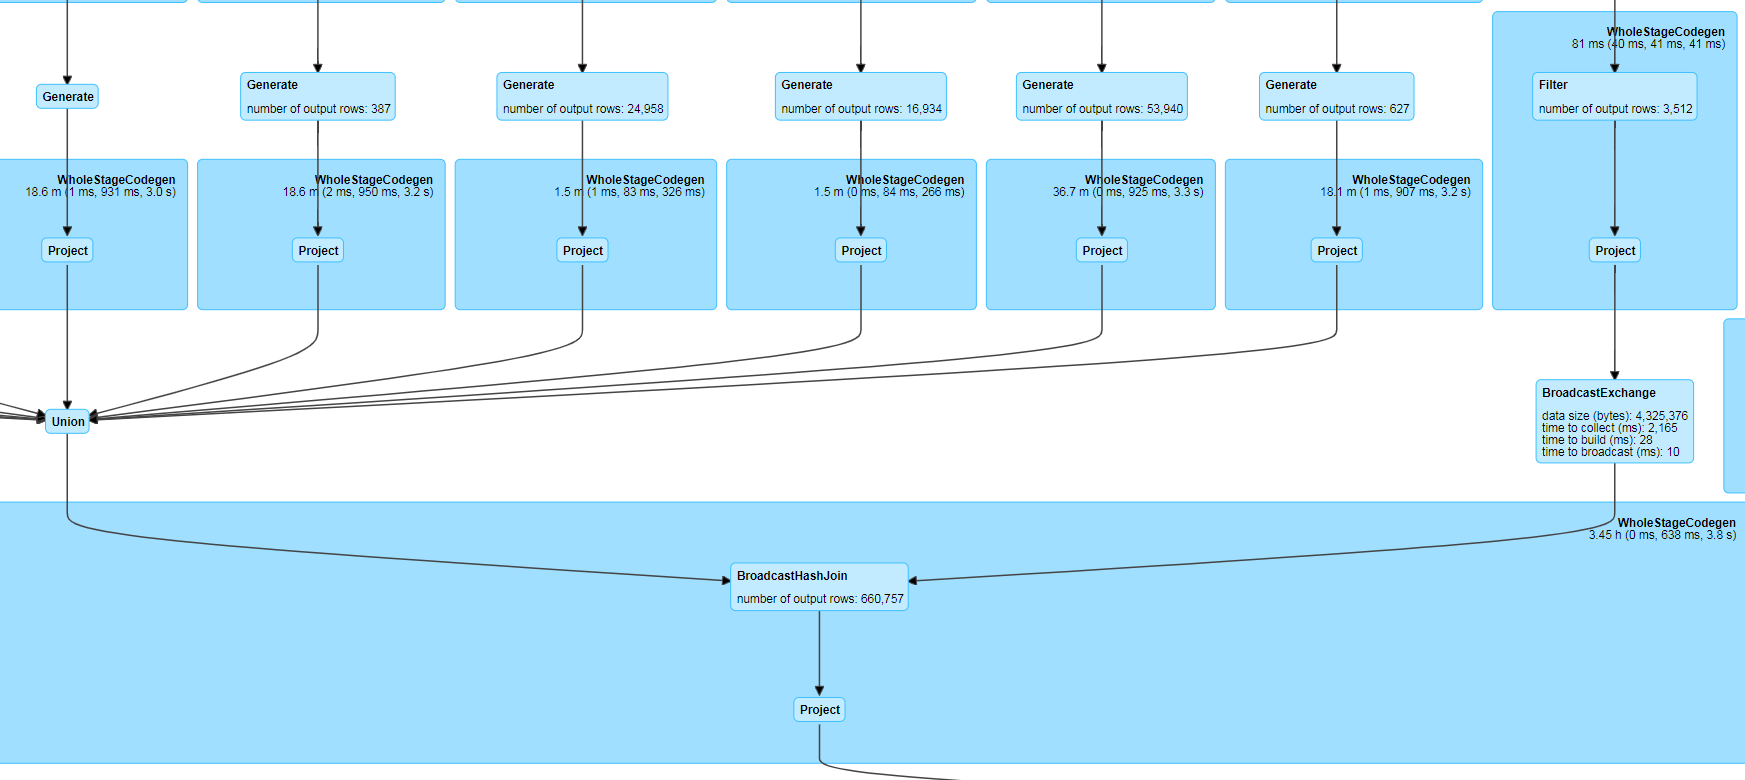 WholeStageCodegen
81 ms (40 ms, 41 ms, 41 ms)
Generate
Generate
number of output rows: 387
Generate
number of output rows: 24,958
Generate
number of output rows: 16,934
Generate
number of output rows: 53,940
Generate
number of output rows: 627
Filter
number of output rows: 3,512
WholeStageCodegen
18.6 m (1 ms, 931 ms, 3.0 s)
WholeStageCodegen
18.6 m (2 ms, 950 ms, 3.2 s)
WholeStageCodegen
1.5 m (1 ms, 83 ms, 326 ms)
WholeStageCodegen
1.5 m (0 ms, 84 ms, 266 ms)
WholeStageCodegen
36.7 m (0 ms, 925 ms, 3.3 s)
WholeStageCodegen
18.1 m (1 ms, 907 ms, 3.2 s)
Project
Project
Project
Project
Project
Project
Project
Union
BroadcastExchange
data size (bytes): 4,325,376
time to collect (ms): 2,165
time to build (ms): 28
time to broadcast (ms): 10
WholeStageCodegen
3.45 h (0 ms, 638 ms, 3.8 s)
BroadcastHashJoin
number of output rows: 660,757
Project